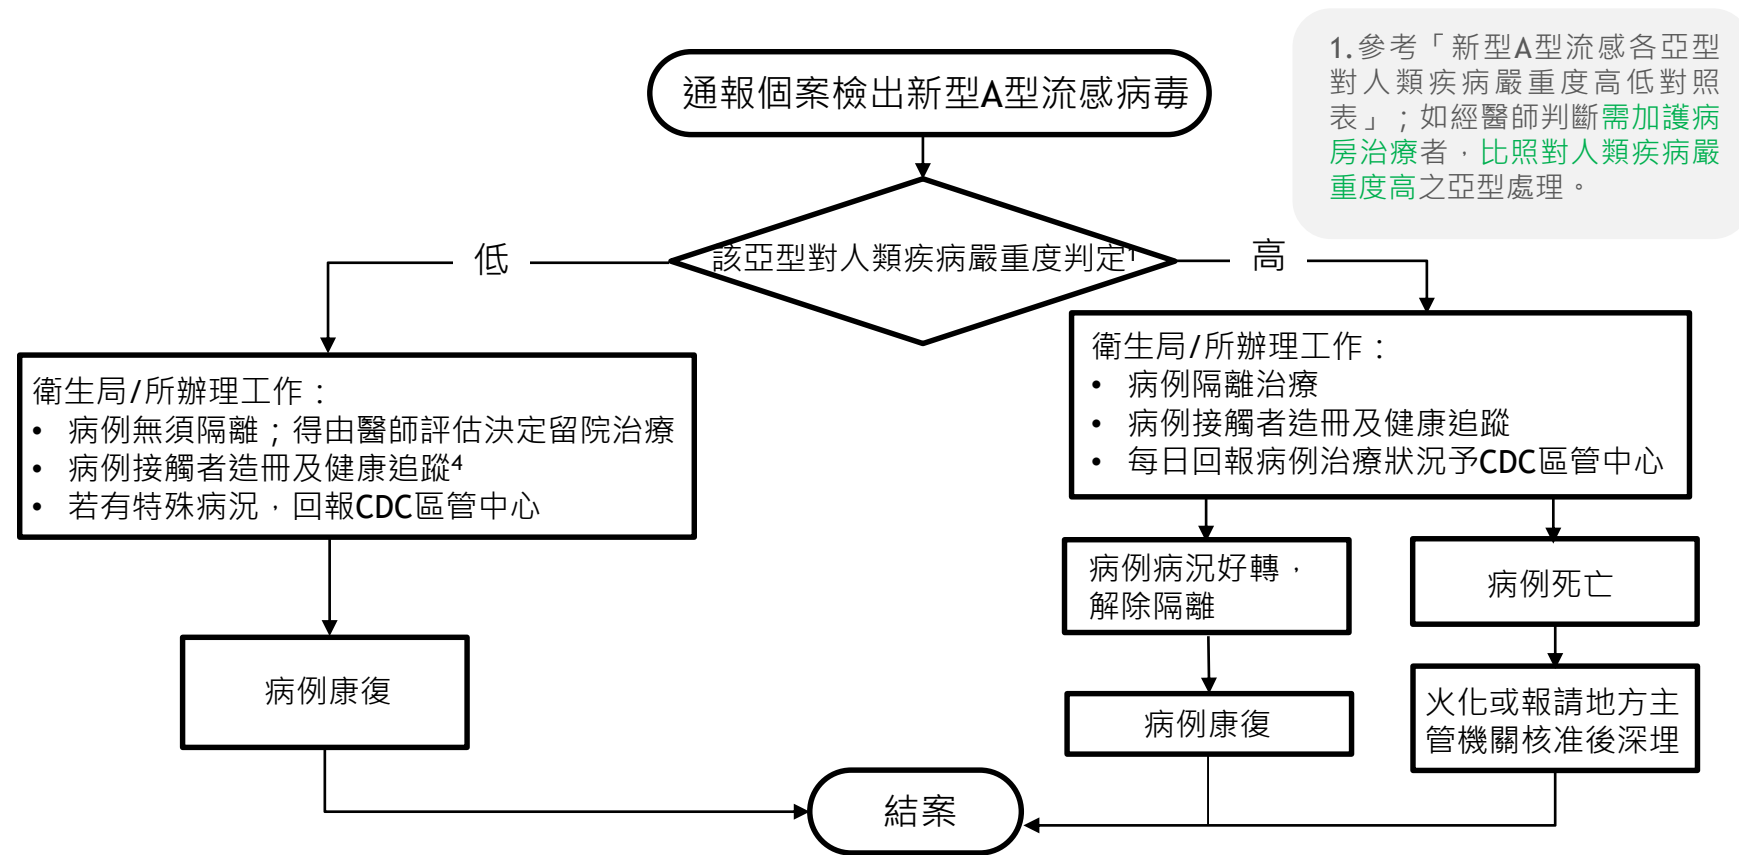 通報個案檢出新型A型流感病毒
1.參考「新型A型流感各亞型
對人類疾病嚴重度高低對照
表」；如經醫師判斷需加護病
房治療者，比照對人類疾病嚴
重度高之亞型處理。
該亞型對人類疾病嚴重度判定1
低
高
衛生局/所辦理工作：
• 病例無須隔離；得由醫師評估決定留院治療
• 病例接觸者造冊及健康追蹤4
• 若有特殊病況，回報CDC區管中心
衛生局/所辦理工作：
• 病例隔離治療
• 病例接觸者造冊及健康追蹤
• 每日回報病例治療狀況予CDC區管中心
病例病況好轉，
解除隔離
病例死亡
病例康復
病例康復
火化或報請地方主
管機關核准後深埋
結案